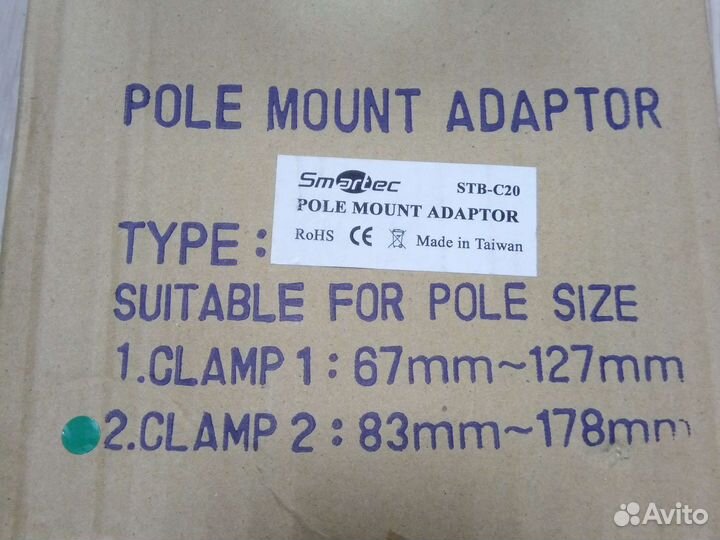 POLE MOUNT ADAPTOR
Smartec STB-C20
POLE MOUNT ADAPTOR
RoHS CE Made in Taiwan
TYPE:
SUITABLE FOR POLE SIZE
1.CLAMP 1 : 67mm~127mm
2.CLAMP 2 : 83mm~178mm
Avito